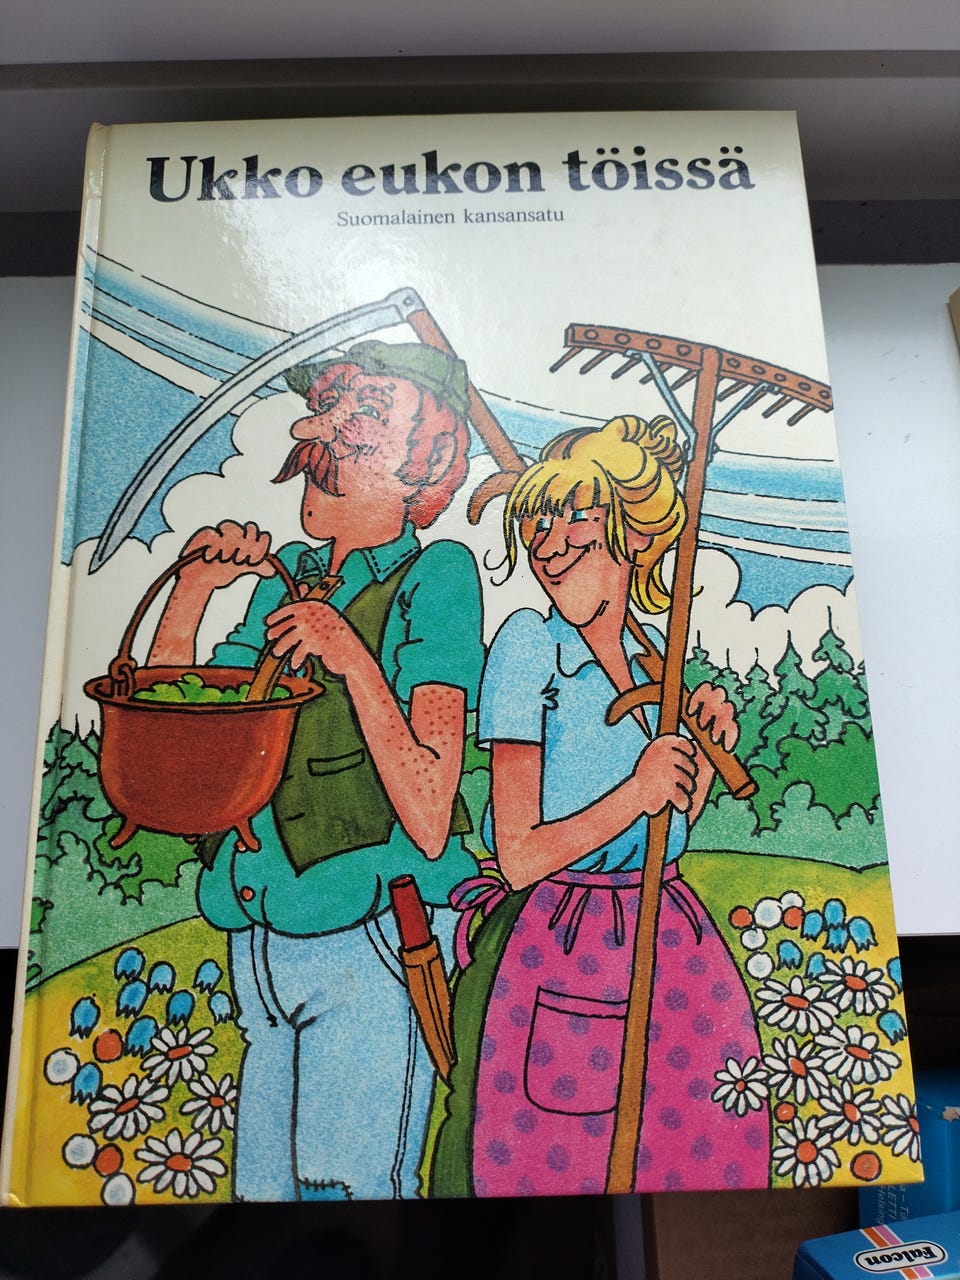 Ukko eukon töissä
Suomalainen kansansatu
Falcon